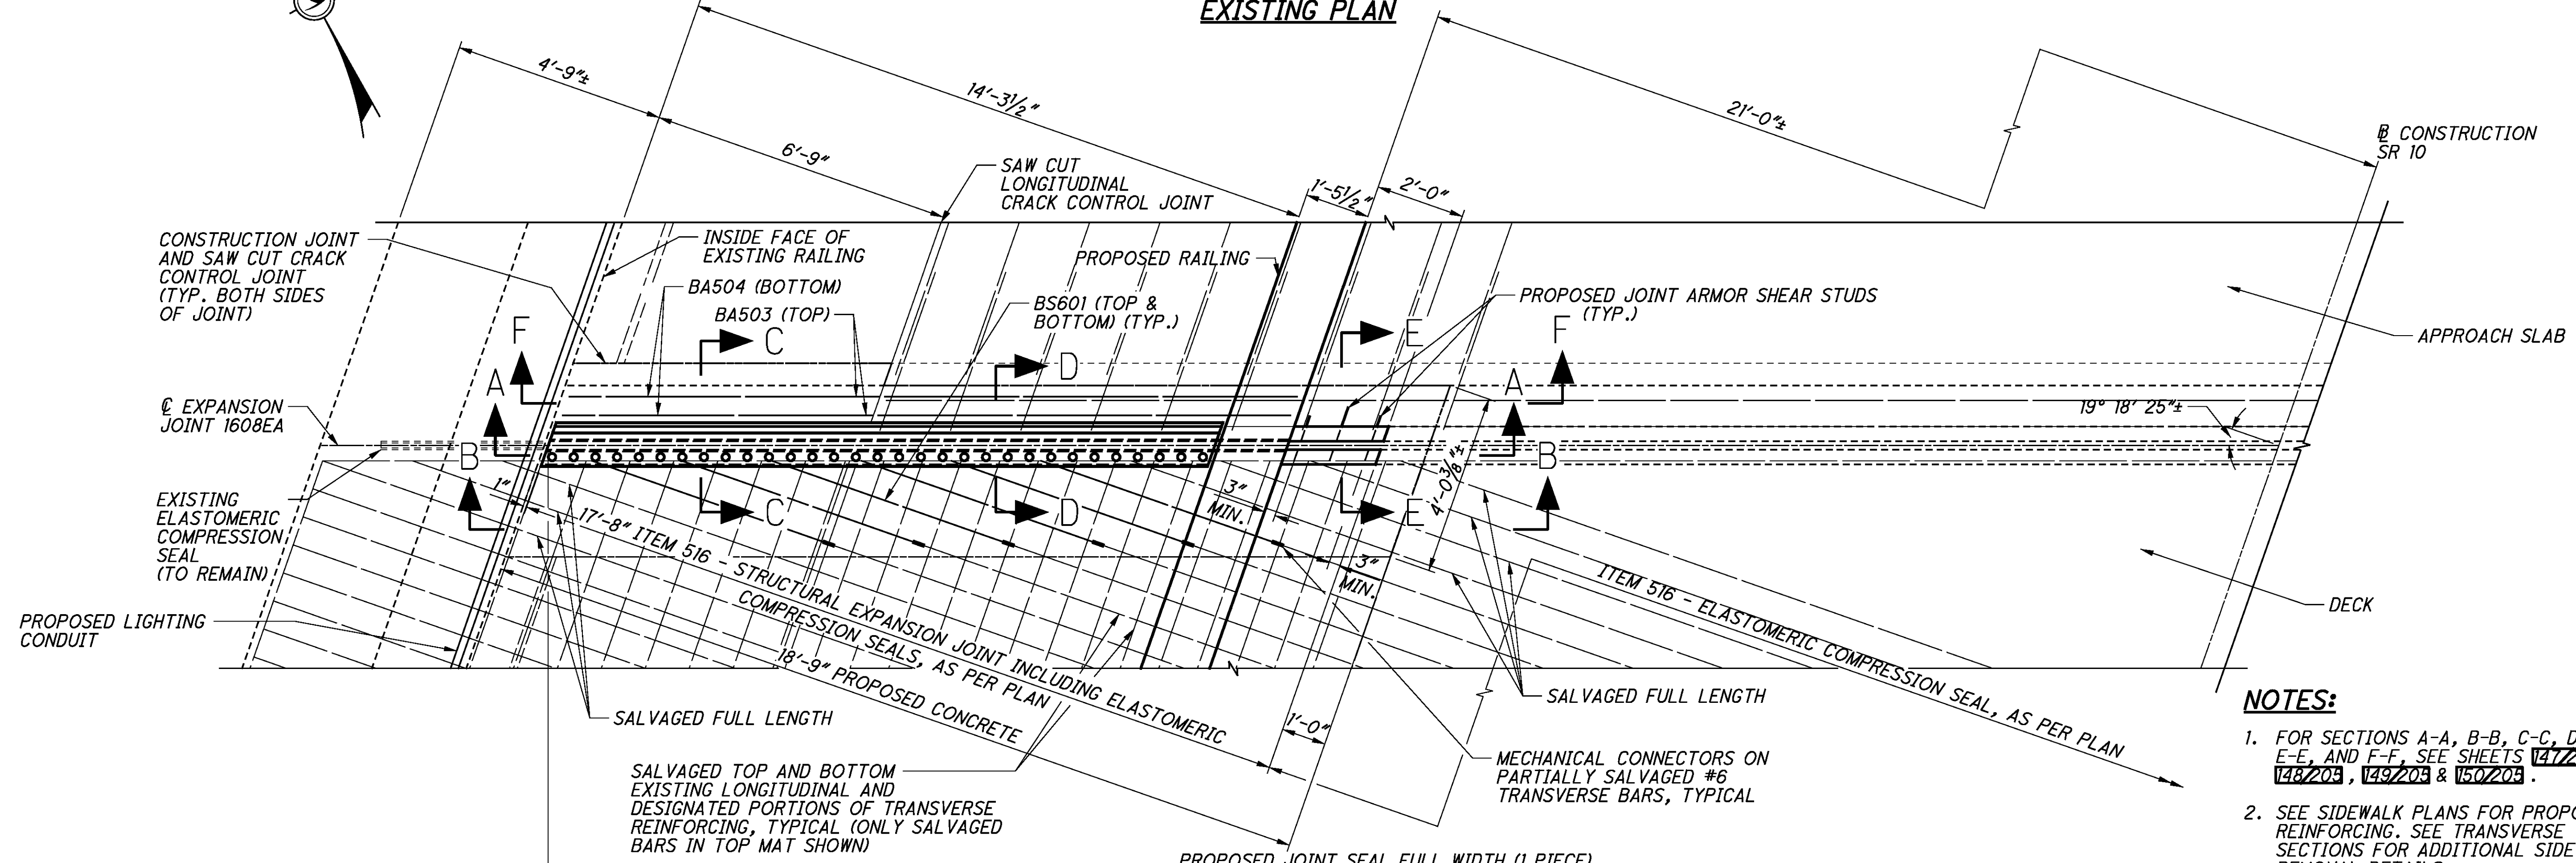 EXISTING PLAN
4'-9"±
14'-3½"
21'-0"±
6'-9"
1'-5½"
2'-0"
℄ CONSTRUCTION
SR 10
SAW CUT
LONGITUDINAL
CRACK CONTROL JOINT
CONSTRUCTION JOINT
AND SAW CUT CRACK
CONTROL JOINT
(TYP. BOTH SIDES
OF JOINT)
INSIDE FACE OF
EXISTING RAILING
PROPOSED RAILING
BA504 (BOTTOM)
BA503 (TOP)
BS601 (TOP &
BOTTOM) (TYP.)
PROPOSED JOINT ARMOR SHEAR STUDS
(TYP.)
APPROACH SLAB
F
C
D
E
F
A
A
B
B
C
D
E
℄ EXPANSION
JOINT 1608EA
19° 18' 25"±
EXISTING
ELASTOMERIC
COMPRESSION
SEAL
(TO REMAIN)
1"
3"
MIN.
3"
MIN.
4'-0⅜"±
17'-8" ITEM 516 - STRUCTURAL EXPANSION JOINT INCLUDING ELASTOMERIC
COMPRESSION SEALS, AS PER PLAN
18'-9" PROPOSED CONCRETE
ITEM 516 - ELASTOMERIC COMPRESSION SEAL, AS PER PLAN
DECK
PROPOSED LIGHTING
CONDUIT
SALVAGED FULL LENGTH
SALVAGED FULL LENGTH
1'-0"
SALVAGED TOP AND BOTTOM
EXISTING LONGITUDINAL AND
DESIGNATED PORTIONS OF TRANSVERSE
REINFORCING, TYPICAL (ONLY SALVAGED
BARS IN TOP MAT SHOWN)
MECHANICAL CONNECTORS ON
PARTIALLY SALVAGED #6
TRANSVERSE BARS, TYPICAL
PROPOSED JOINT SEAL FULL WIDTH (1 PIECE)
NOTES:
1. FOR SECTIONS A-A, B-B, C-C, D
E-E, AND F-F, SEE SHEETS 147/2
148/205, 149/205 & 150/205.
2. SEE SIDEWALK PLANS FOR PROPO
REINFORCING. SEE TRANSVERSE
SECTIONS FOR ADDITIONAL SIDE